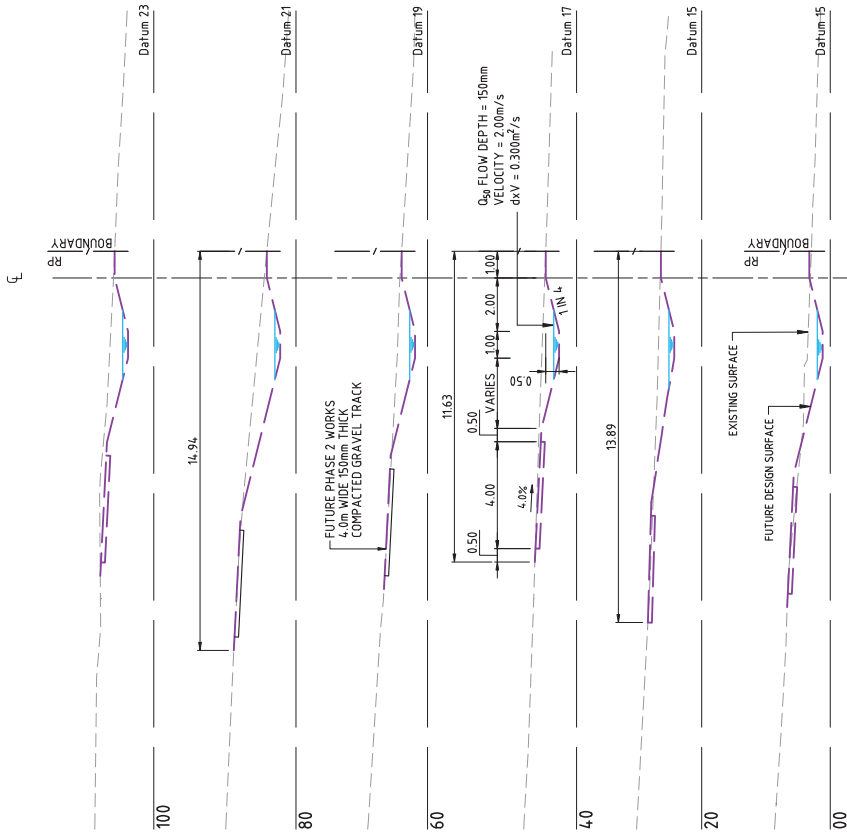 ℄
RP
BOUNDARY
Datum 23
100
14.94
Datum 21
80
FUTURE PHASE 2 WORKS
4.0m WIDE 150mm THICK
COMPACTED GRAVEL TRACK
Datum 19
60
11.63
0.50
4.00
0.50
VARIES
1.00
2.00
1.00
Q50 FLOW DEPTH = 150mm
VELOCITY = 2.00m/s
dxV = 0.300m²/s
4.0%
0.50
1 IN 4
Datum 17
40
13.89
Datum 15
20
RP
BOUNDARY
EXISTING SURFACE
FUTURE DESIGN SURFACE
Datum 15
00